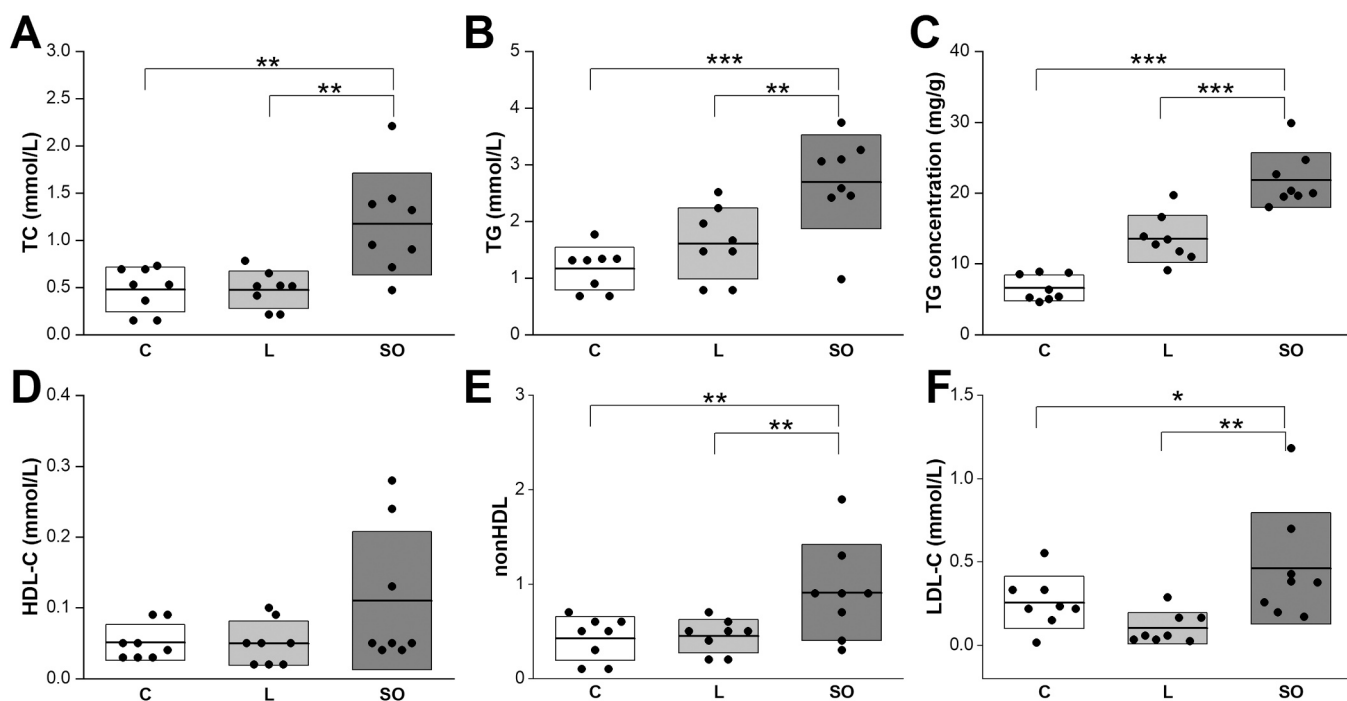 A
TC (mmol/L)
3.0
2.5
2.0
1.5
1.0
0.5
0.0
**
**
C L SO
B
TG (mmol/L)
5
4
3
2
1
0
***
**
C L SO
C
TG concentration (mg/g)
40
30
20
10
0
***
***
C L SO
D
HDL-C (mmol/L)
0.4
0.3
0.2
0.1
0.0
C L SO
E
nonHDL
3
2
1
0
**
**
C L SO
F
LDL-C (mmol/L)
1.5
1.0
0.5
0.0
*
**
C L SO